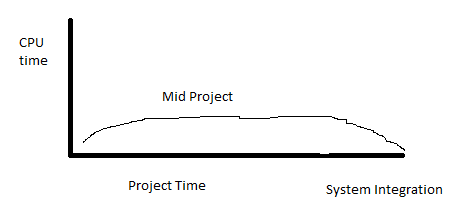 CPU
time
Mid Project
Project Time
System Integration